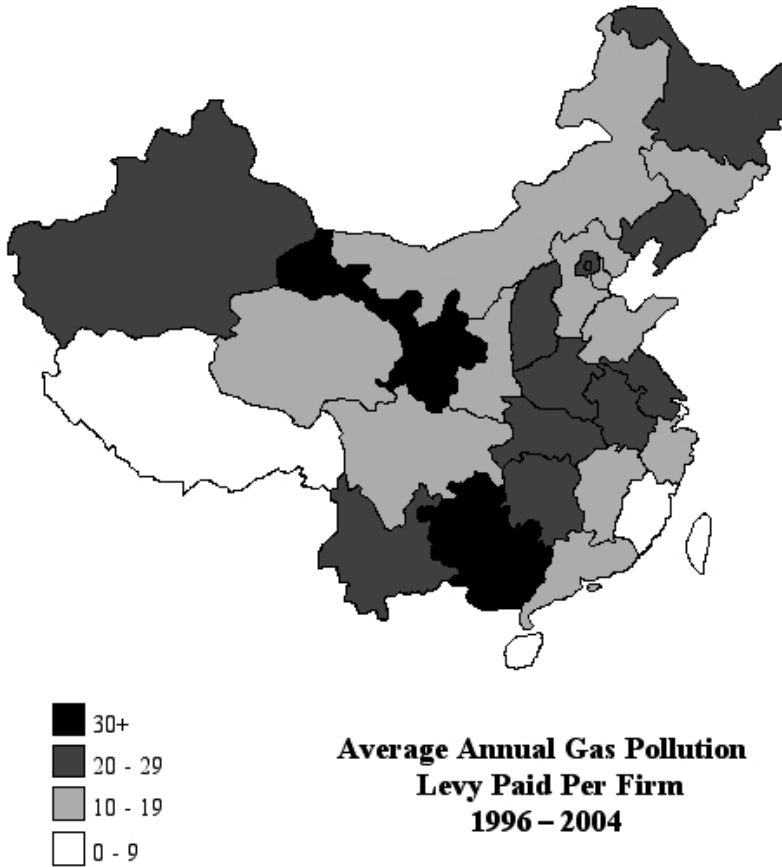 30+
20 - 29
10 - 19
0 - 9
Average Annual Gas Pollution
Levy Paid Per Firm
1996 – 2004